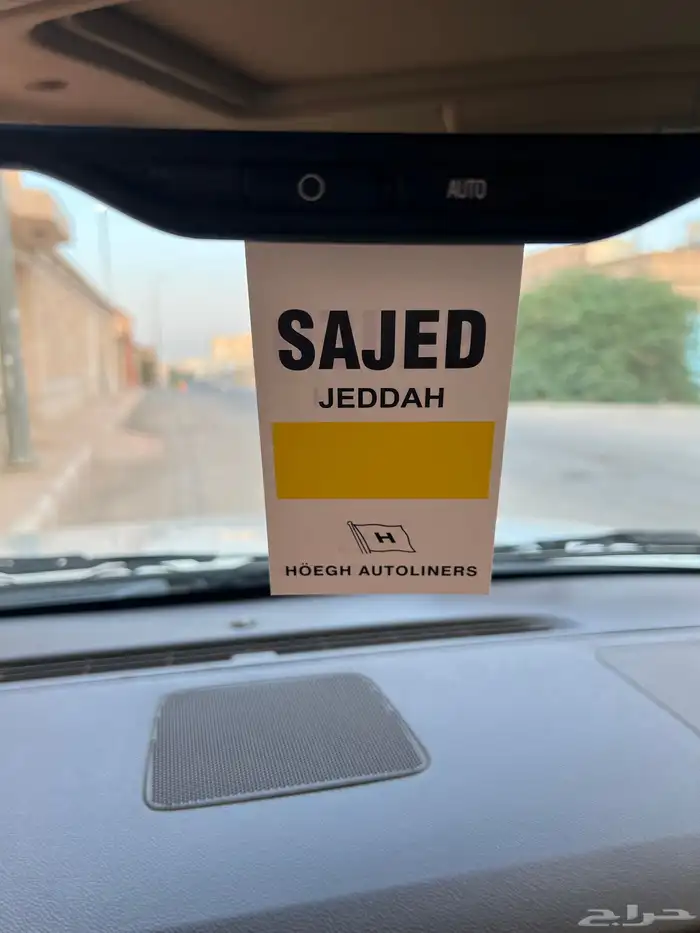 AUTO
SAJED
JEDDAH
H
HÖEGH AUTOLINERS
حراج